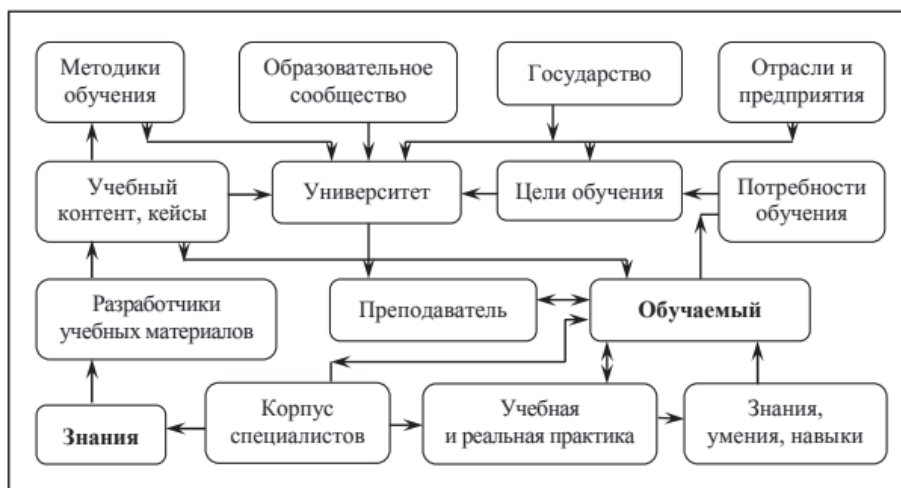 Методики
обучения
Образовательное
сообщество
Государство
Отрасли и
предприятия
Учебный
контент, кейсы
Университет
Цели обучения
Потребности
обучения
Разработчики
учебных материалов
Преподаватель
Обучаемый
Знания
Корпус
специалистов
Учебная
и реальная практика
Знания,
умения, навыки